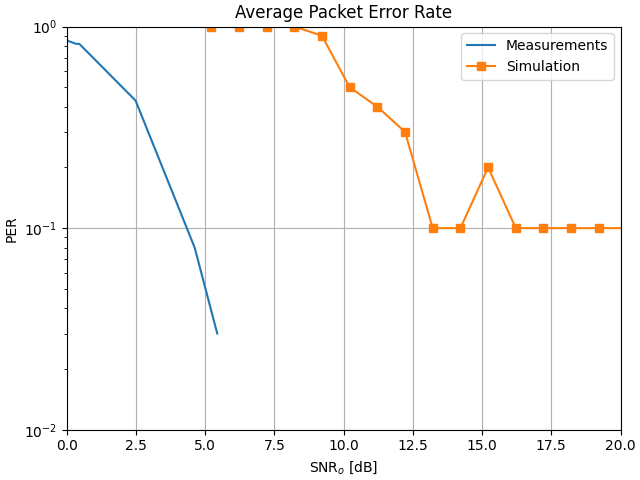 Average Packet Error Rate
Measurements
Simulation
10⁰
10⁻¹
10⁻²
PER
0.0 2.5 5.0 7.5 10.0 12.5 15.0 17.5 20.0
SNRₒ [dB]